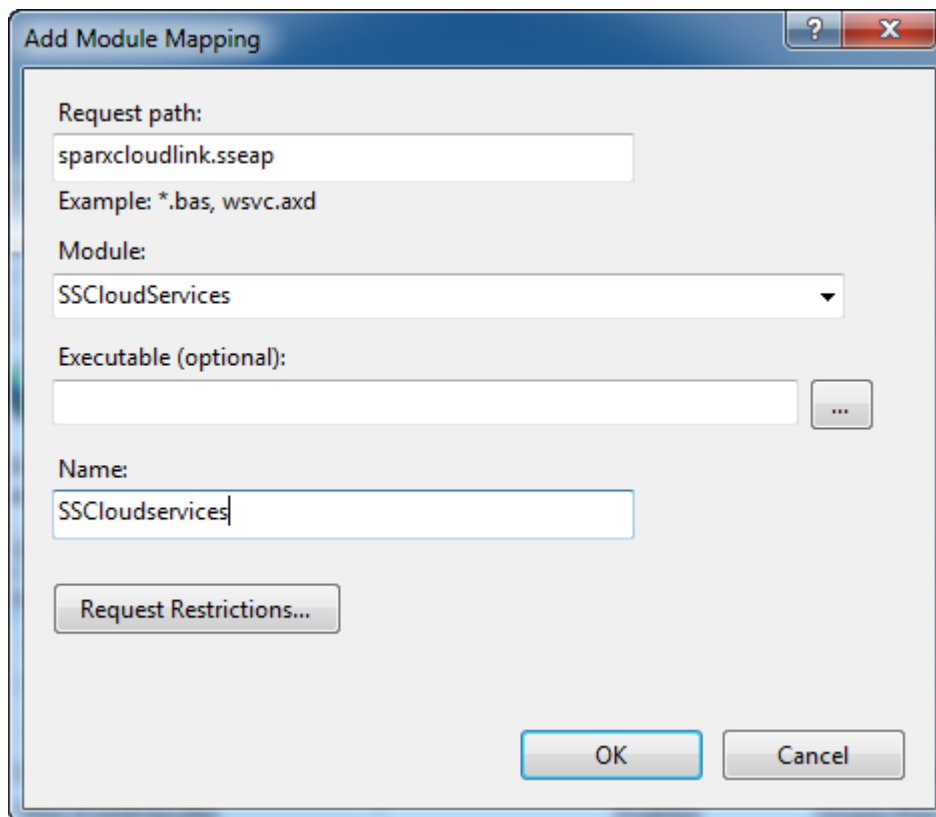 Add Module Mapping
Request path:
sparxcloudlink.sseap
Example: *.bas, wsvc.axd
Module:
SSCloudServices
Executable (optional):
...
Name:
SSCloudservices
Request Restrictions...
OK
Cancel